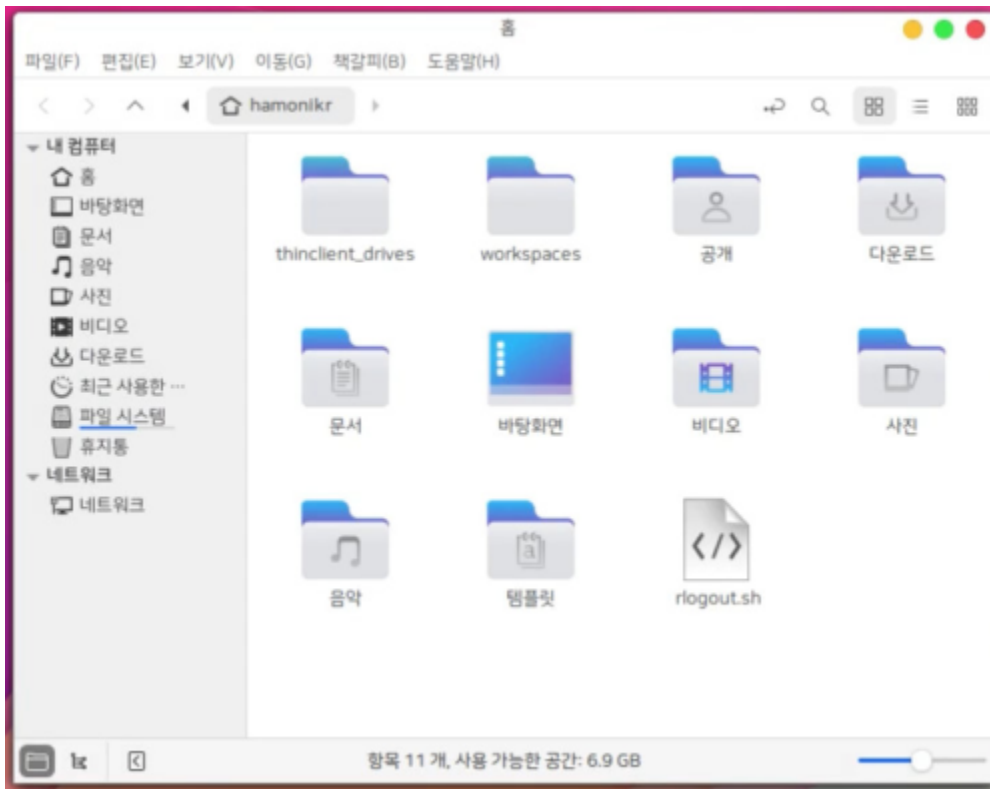 홈
파일(F) 편집(E) 보기(V) 이동(G) 책갈피(B) 도움말(H)
hamonikr
내 컴퓨터
홈
바탕화면
문서
음악
사진
비디오
다운로드
최근 사용한 ···
파일 시스템
휴지통
네트워크
네트워크
thinclient_drives workspaces 공개 다운로드
문서 바탕화면 비디오 사진
음악 템플릿 rlogout.sh
항목 11 개, 사용 가능한 공간: 6.9 GB